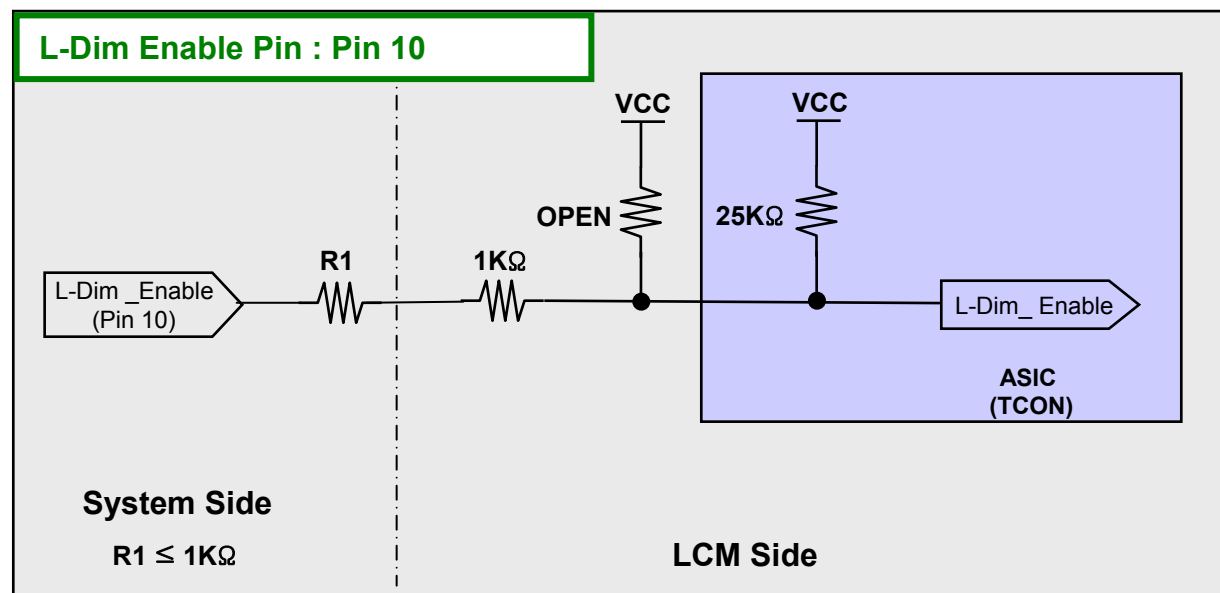 L-Dim Enable Pin : Pin 10
VCC
VCC
OPEN
25KΩ
R1
1KΩ
L-Dim _Enable
(Pin 10)
L-Dim_ Enable
ASIC
(TCON)
System Side
R1 ≤ 1KΩ
LCM Side